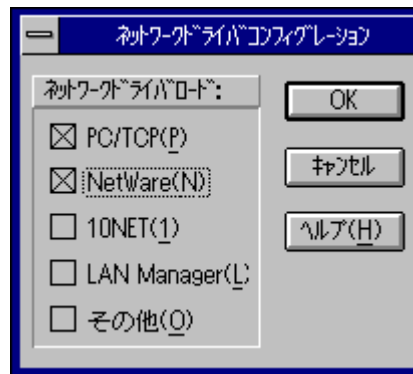 ﾈｯﾄﾜｰｸﾄﾞﾗｲﾊﾞｺﾝﾌｨｸﾞﾚｰｼｮﾝ
ﾈｯﾄﾜｰｸﾄﾞﾗｲﾊﾞﾛｰﾄﾞ:
PC/TCP(P)
NetWare(N)
10NET(1)
LAN Manager(L)
その他(O)
OK
ｷｬﾝｾﾙ
ﾍﾙﾌﾟ(H)